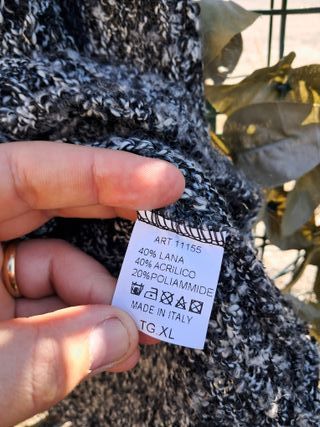 ART 11155
40% LANA
40% ACRILICO
20%POLIAMMIDE
MADE IN ITALY
TG XL